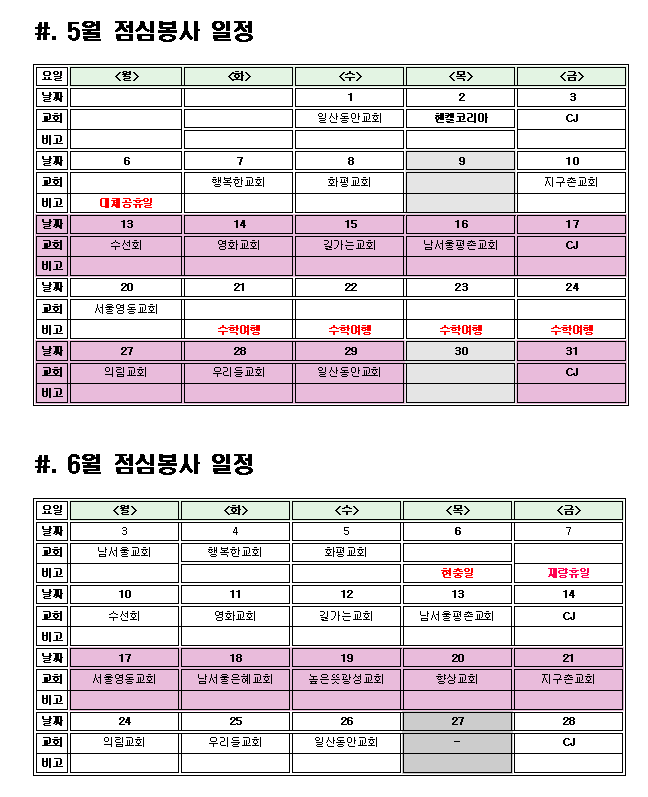 #. 5월 점심봉사 일정
요일 <월> <화> <수> <목> <금>
날짜 1 2 3
교회 일산동안교회 헨켈코리아 CJ
비고
날짜 6 7 8 9 10
교회 행복한교회 화평교회 지구촌교회
비고 대체공휴일
날짜 13 14 15 16 17
교회 수선회 영화교회 길가는교회 남서울평촌교회 CJ
비고
날짜 20 21 22 23 24
교회 서울영동교회
비고 수학여행 수학여행 수학여행 수학여행
날짜 27 28 29 30 31
교회 의림교회 우리들교회 일산동안교회 CJ
비고
#. 6월 점심봉사 일정
요일 <월> <화> <수> <목> <금>
날짜 3 4 5 6 7
교회 남서울교회 행복한교회 화평교회
비고 현충일 재량휴일
날짜 10 11 12 13 14
교회 수선회 영화교회 길가는교회 남서울평촌교회 CJ
비고
날짜 17 18 19 20 21
교회 서울영동교회 남서울은혜교회 높은뜻광성교회 향상교회 지구촌교회
비고
날짜 24 25 26 27 28
교회 의림교회 우리들교회 일산동안교회 - CJ
비고